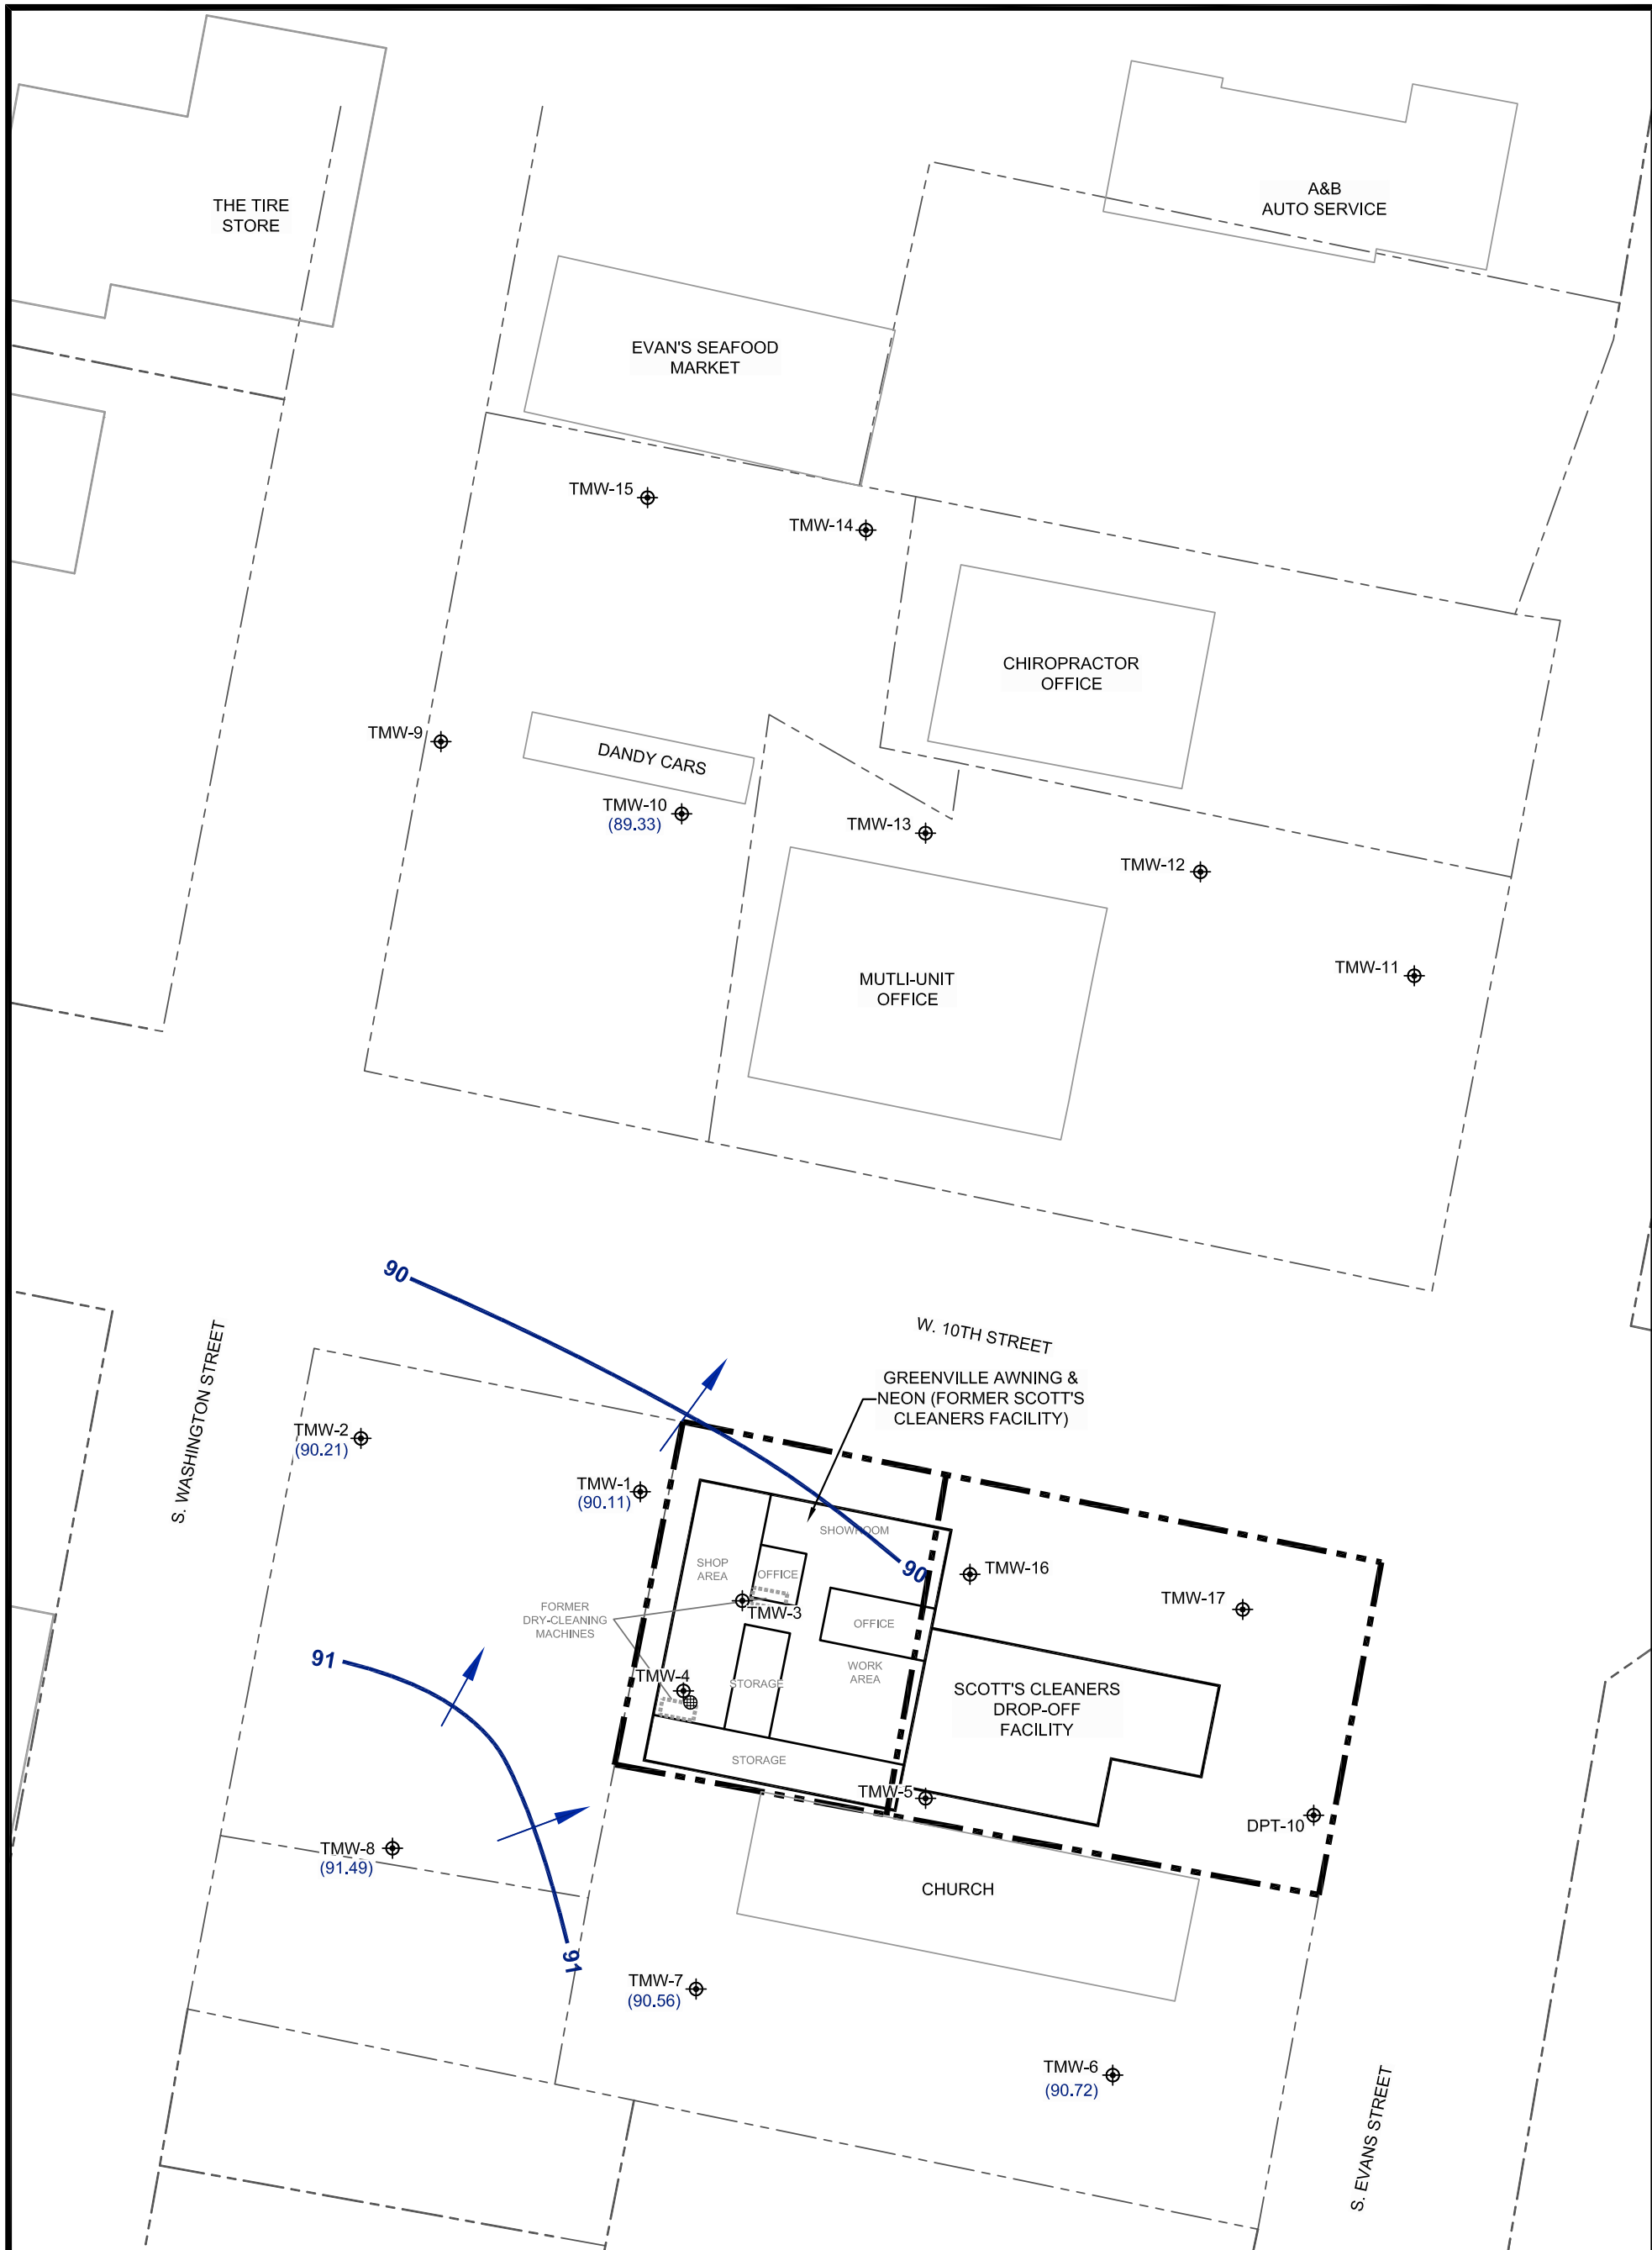 A&B
AUTO SERVICE
THE TIRE
STORE
EVAN'S SEAFOOD
MARKET
TMW-15
TMW-14
CHIROPRACTOR
OFFICE
TMW-9
DANDY CARS
TMW-10
(89.33)
TMW-13
TMW-12
TMW-11
MUTLI-UNIT
OFFICE
90
W. 10TH STREET
S. WASHINGTON STREET
GREENVILLE AWNING &
NEON (FORMER SCOTT'S
CLEANERS FACILITY)
TMW-2
(90.21)
TMW-1
(90.11)
SHOWROOM
SHOP
AREA
OFFICE
90
TMW-16
TMW-17
FORMER
DRY-CLEANING
MACHINES
TMW-3
OFFICE
91
WORK
AREA
TMW-4
STORAGE
SCOTT'S CLEANERS
DROP-OFF
FACILITY
STORAGE
TMW-5
DPT-10
TMW-8
(91.49)
CHURCH
91
TMW-7
(90.56)
TMW-6
(90.72)
S. EVANS STREET